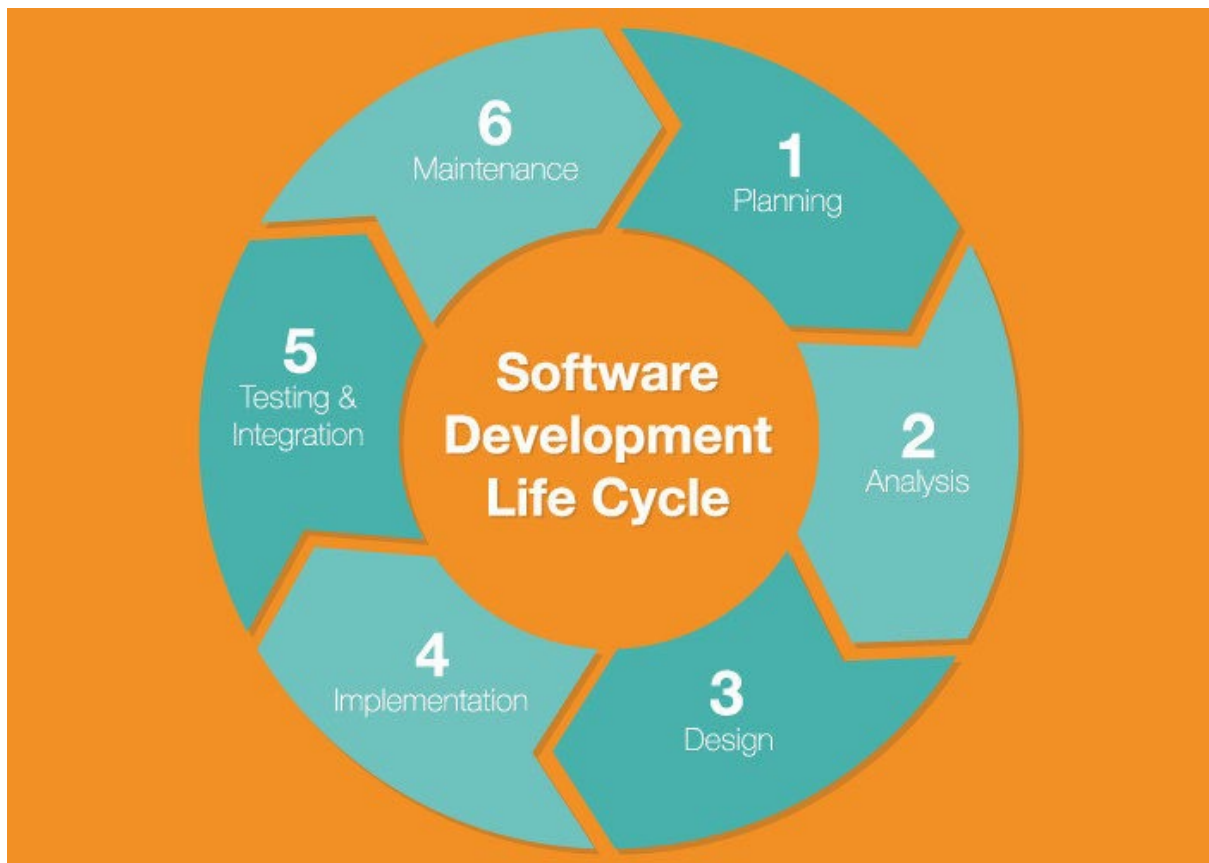 Software
Development
Life Cycle
1
Planning
2
Analysis
3
Design
4
Implementation
5
Testing &
Integration
6
Maintenance